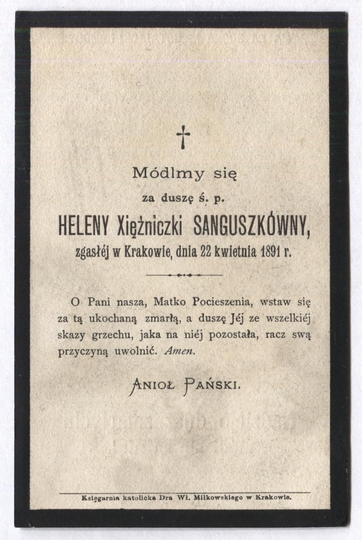 Módlmy się
za duszę ś. p.
HELENY Xiężniczki SANGUSZKÓWNY,
zgasłéj w Krakowie, dnia 22 kwietnia 1891 r.
O Pani nasza, Matko Pocieszenia, wstaw się
za tą ukochaną zmarłą, a duszę Jéj ze wszelkiéj
skazy grzechu, jaka na niéj pozostała, racz swą
przyczyną uwolnić. Amen.
ANIOŁ PAŃSKI.
Księgarnia katolicka Dra Wł. Miłkowskiego w Krakowie.